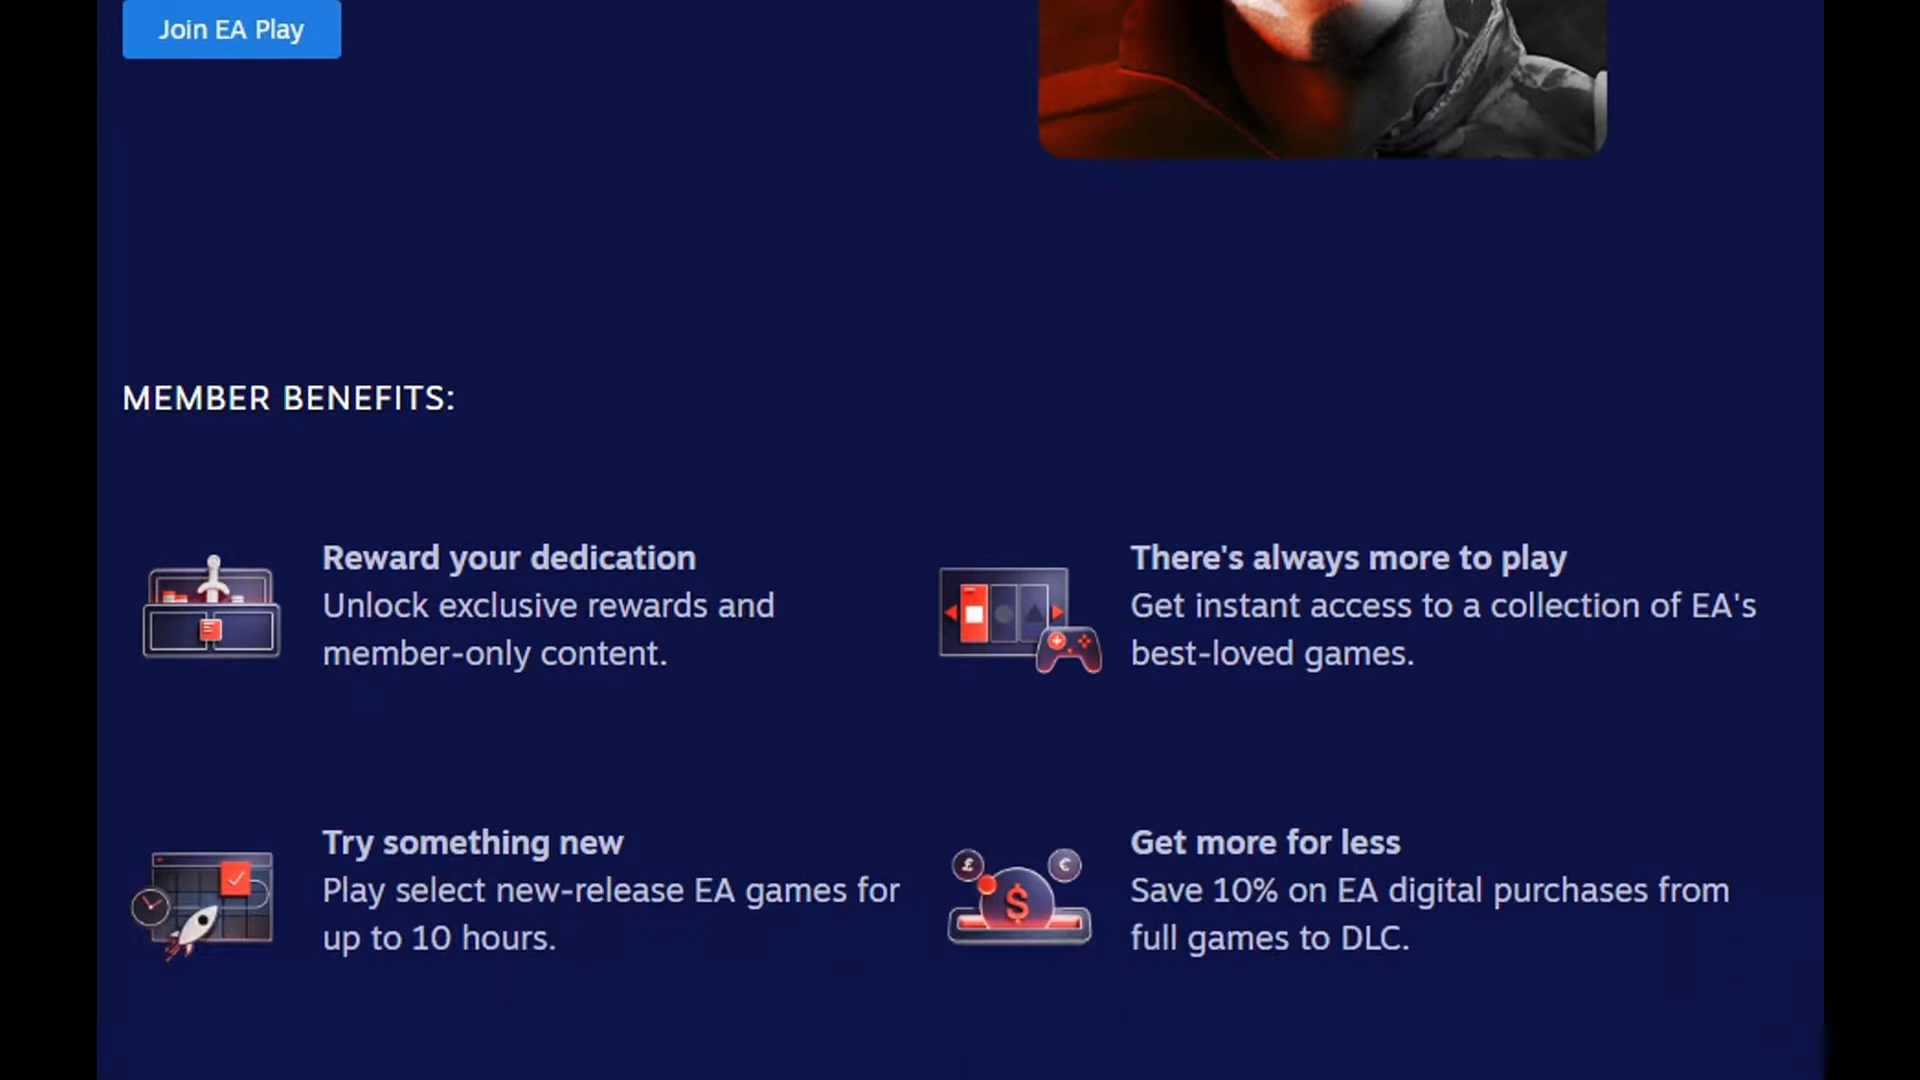 Join EA Play
MEMBER BENEFITS:
Reward your dedication
Unlock exclusive rewards and
member-only content.
There's always more to play
Get instant access to a collection of EA's
best-loved games.
Try something new
Play select new-release EA games for
up to 10 hours.
£
€
$
Get more for less
Save 10% on EA digital purchases from
full games to DLC.